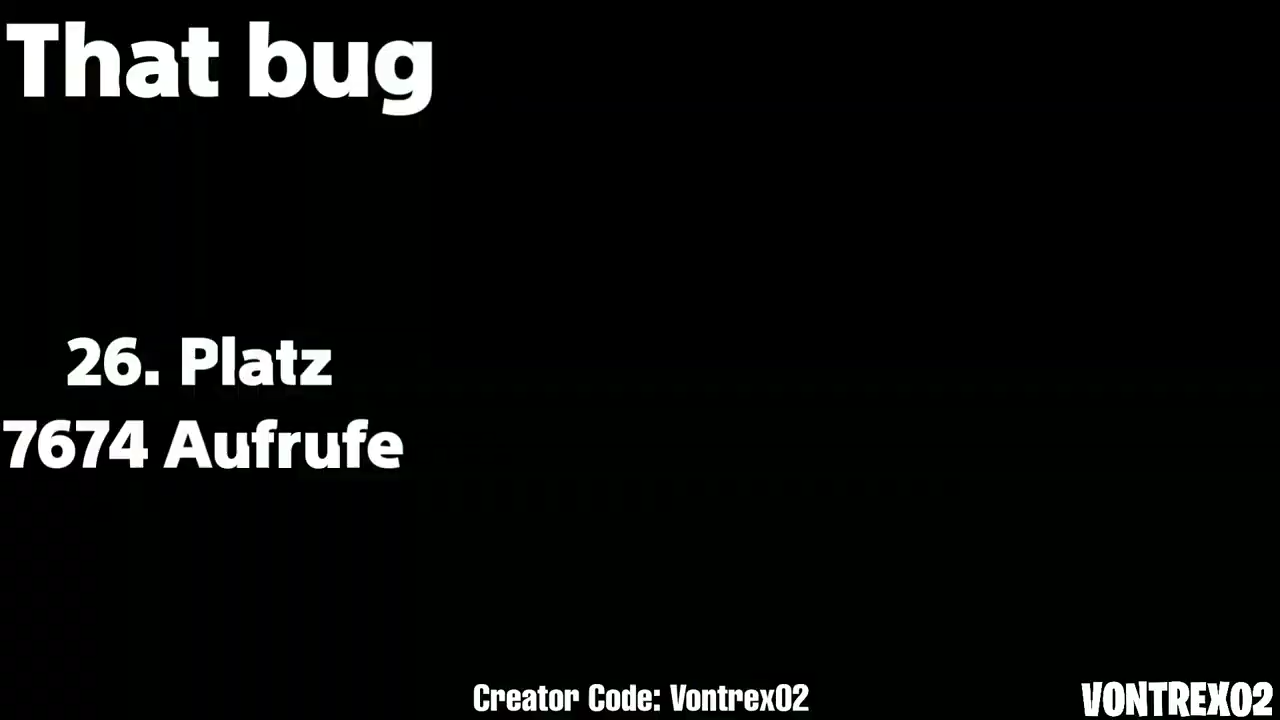 That bug
26. Platz
7674 Aufrufe
Creator Code: Vontrex02
VONTREX02